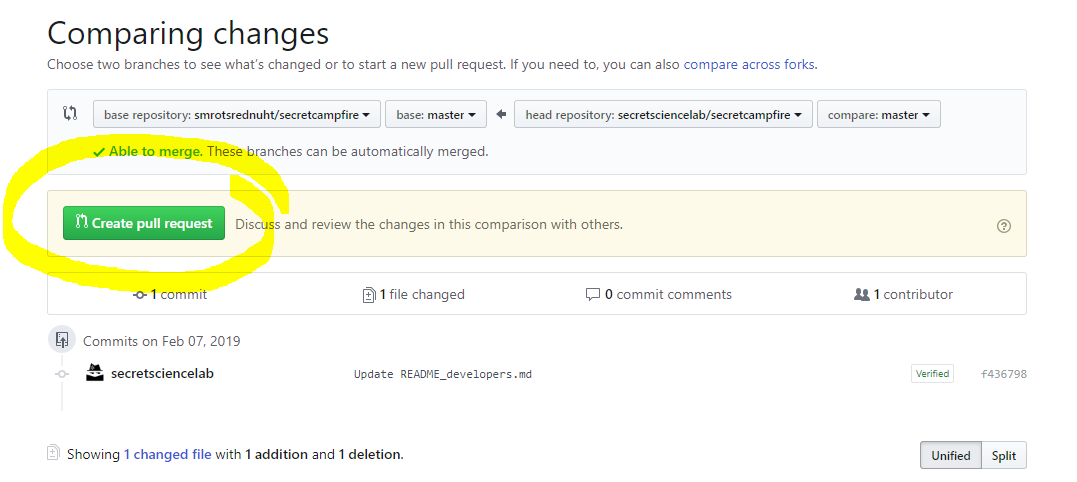 Comparing changes
Choose two branches to see what's changed or to start a new pull request. If you need to, you can also compare across forks.
base repository: smrotsrednuht/secretcampfire base: master head repository: secretsciencelab/secretcampfire compare: master
Able to merge. These branches can be automatically merged.
Create pull request Discuss and review the changes in this comparison with others.
1 commit 1 file changed 0 commit comments 1 contributor
Commits on Feb 07, 2019
secretsciencelab Update README_developers.md Verified f436798
Showing 1 changed file with 1 addition and 1 deletion. Unified Split